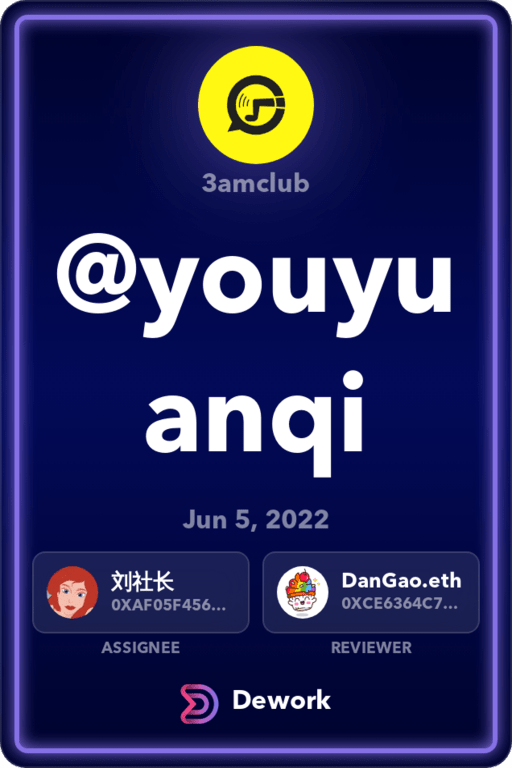 3amclub
@youyu
anqi
Jun 5, 2022
刘社长
0XAF05F456...
DanGao.eth
0XCE6364C7...
ASSIGNEE
REVIEWER
Dework